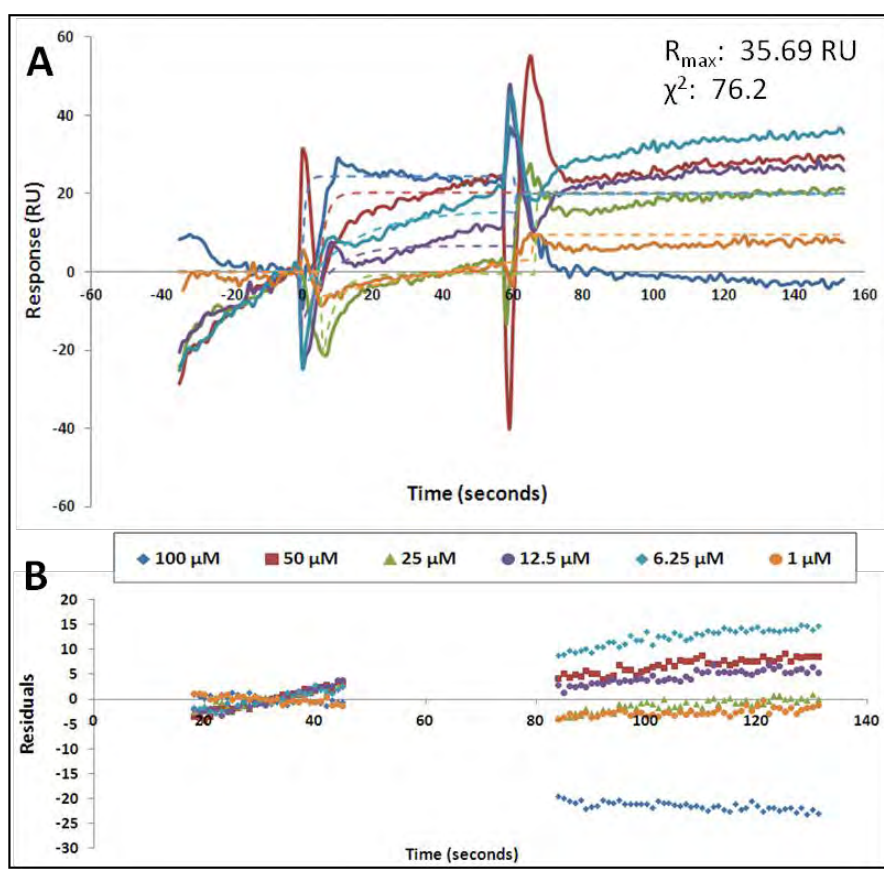 A
R_max: 35.69 RU
χ²: 76.2
60
40
20
0
-20
-40
-60
-60 -40 -20 0 20 40 60 80 100 120 140 160
Response (RU)
Time (seconds)
100 µM 50 µM 25 µM 12.5 µM 6.25 µM 1 µM
B
20
15
10
5
0
-5
-10
-15
-20
-25
-30
0 20 40 60 80 100 120 140
Residuals
Time (seconds)